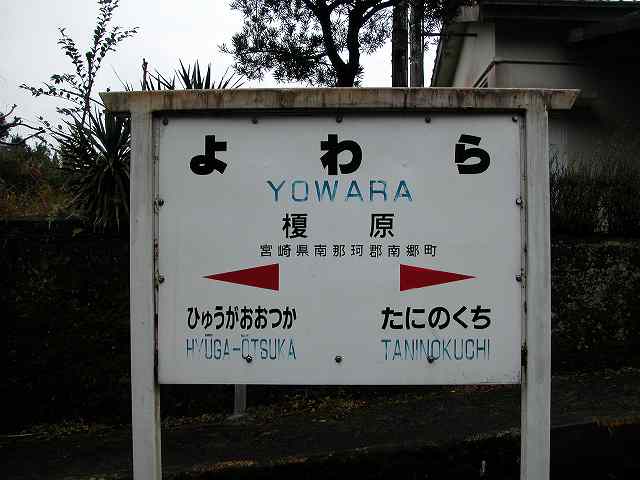 よわら
YOWARA
榎原
宮崎県南那珂郡南郷町
ひゅうがおおつか たにのくち
HYŪGA-ŌTSUKA TANINOKUCHI